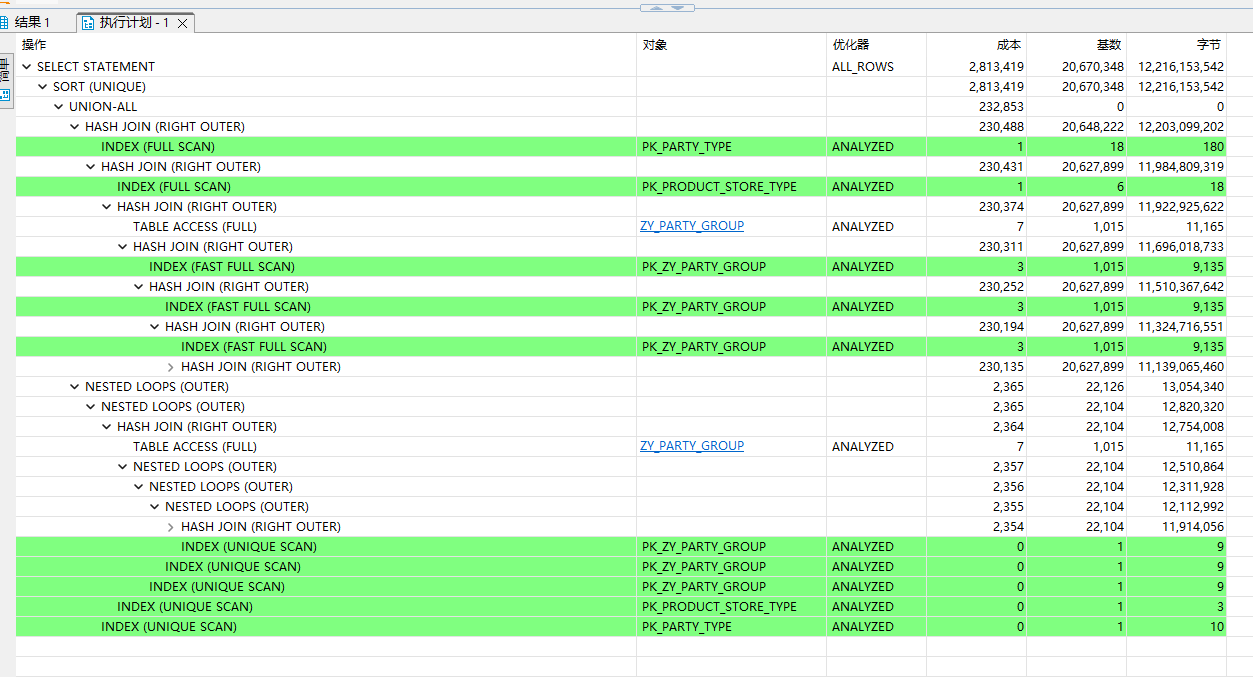 结果 1 执行计划 - 1
操作 对象 优化器 成本 基数 字节
SELECT STATEMENT ALL_ROWS 2,813,419 20,670,348 12,216,153,542
SORT (UNIQUE) 2,813,419 20,670,348 12,216,153,542
UNION-ALL 232,853 0 0
HASH JOIN (RIGHT OUTER) 230,488 20,648,222 12,203,099,202
INDEX (FULL SCAN) PK_PARTY_TYPE ANALYZED 1 18 180
HASH JOIN (RIGHT OUTER) 230,431 20,627,899 11,984,809,319
INDEX (FULL SCAN) PK_PRODUCT_STORE_TYPE ANALYZED 1 6 18
HASH JOIN (RIGHT OUTER) 230,374 20,627,899 11,922,925,622
TABLE ACCESS (FULL) ZY_PARTY_GROUP ANALYZED 7 1,015 11,165
HASH JOIN (RIGHT OUTER) 230,311 20,627,899 11,696,018,733
INDEX (FAST FULL SCAN) PK_ZY_PARTY_GROUP ANALYZED 3 1,015 9,135
HASH JOIN (RIGHT OUTER) 230,252 20,627,899 11,510,367,642
INDEX (FAST FULL SCAN) PK_ZY_PARTY_GROUP ANALYZED 3 1,015 9,135
HASH JOIN (RIGHT OUTER) 230,194 20,627,899 11,324,716,551
INDEX (FAST FULL SCAN) PK_ZY_PARTY_GROUP ANALYZED 3 1,015 9,135
HASH JOIN (RIGHT OUTER) 230,135 20,627,899 11,139,065,460
NESTED LOOPS (OUTER) 2,365 22,126 13,054,340
NESTED LOOPS (OUTER) 2,365 22,104 12,820,320
HASH JOIN (RIGHT OUTER) 2,364 22,104 12,754,008
TABLE ACCESS (FULL) ZY_PARTY_GROUP ANALYZED 7 1,015 11,165
NESTED LOOPS (OUTER) 2,357 22,104 12,510,864
NESTED LOOPS (OUTER) 2,356 22,104 12,311,928
NESTED LOOPS (OUTER) 2,355 22,104 12,112,992
HASH JOIN (RIGHT OUTER) 2,354 22,104 11,914,056
INDEX (UNIQUE SCAN) PK_ZY_PARTY_GROUP ANALYZED 0 1 9
INDEX (UNIQUE SCAN) PK_ZY_PARTY_GROUP ANALYZED 0 1 9
INDEX (UNIQUE SCAN) PK_ZY_PARTY_GROUP ANALYZED 0 1 9
INDEX (UNIQUE SCAN) PK_PRODUCT_STORE_TYPE ANALYZED 0 1 3
INDEX (UNIQUE SCAN) PK_PARTY_TYPE ANALYZED 0 1 10